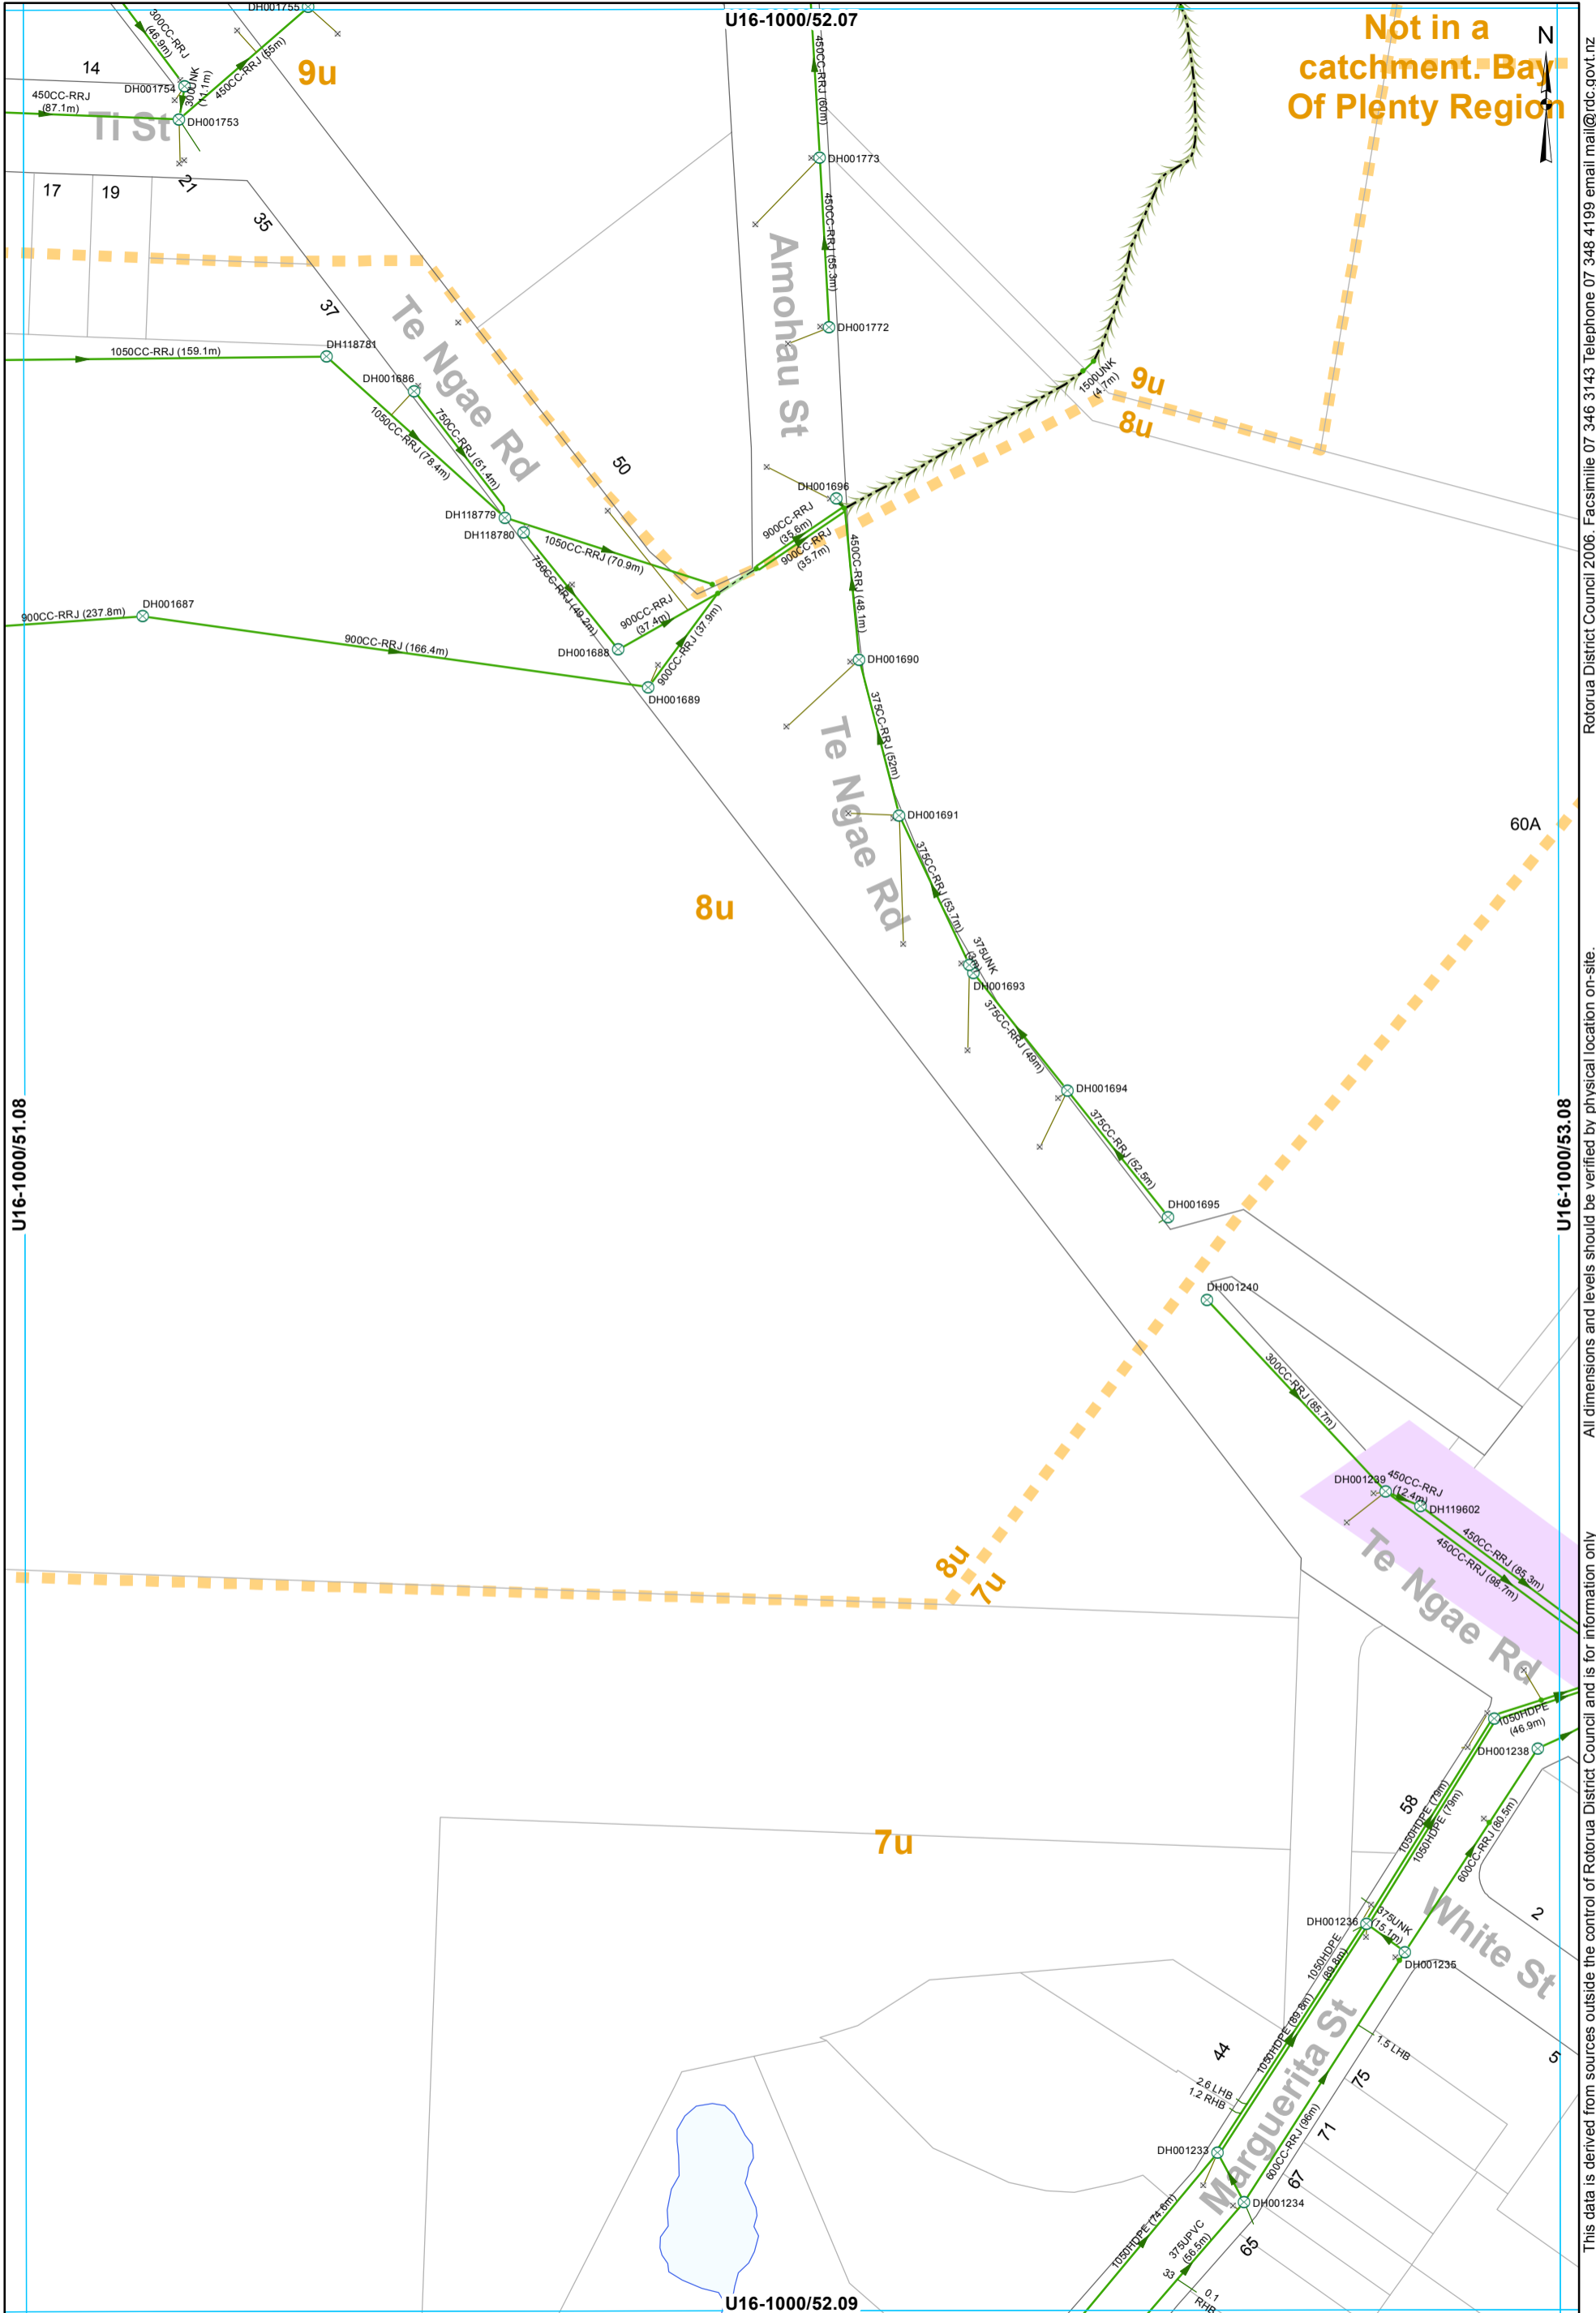 U16-1000/52.07
Not in a
catchment. Bay
Of Plenty Region
N
DH001755
300CC-RRJ
(46.9m)
14
DH001754
300UNK
(11.1m)
450CC-RRJ (55m)
9u
450CC-RRJ
(87.1m)
Ti St
DH001753
450CC-RRJ (60m)
DH001773
17
19
21
35
450CC-RRJ (55.3m)
Amohau St
37
Te Ngae Rd
DH001772
DH118781
1050CC-RRJ (159.1m)
DH001686
1500UNK
(4.7m)
9u
8u
750CC-RRJ (51.4m)
1050CC-RRJ (78.4m)
50
DH001696
DH118779
DH118780
1050CC-RRJ (70.9m)
900CC-RRJ
(35.6m)
900CC-RRJ
(35.7m)
450CC-RRJ (48.1m)
750CC-RRJ (49.2m)
900CC-RRJ (237.8m)
DH001687
900CC-RRJ
(37.4m)
900CC-RRJ (37.9m)
900CC-RRJ (166.4m)
DH001688
DH001690
DH001689
375CC-RRJ (52m)
Te Ngae Rd
DH001691
60A
375CC-RRJ (53.7m)
8u
375UNK
(3m)
DH001693
375CC-RRJ (49m)
DH001694
375CC-RRJ (52.5m)
U16-1000/51.08
U16-1000/53.08
DH001695
DH001240
300CC-RRJ (85.7m)
DH001239
450CC-RRJ
(12.4m)
DH119602
450CC-RRJ (85.3m)
450CC-RRJ (98.7m)
Te Ngae Rd
8u
7u
1050HDPE
(46.9m)
DH001238
58
1050HDPE (79m)
1050HDPE (79m)
7u
600CC-RRJ (80.5m)
2
White St
DH001236
375UNK
(15.1m)
DH001235
1050HDPE
(89.8m)
1050HDPE (89.8m)
5
44
1.5 LHB
75
2.6 LHB
1.2 RHB
Marguerita St
71
600CC-RRJ (96m)
DH001233
67
DH001234
1050HDPE (74.6m)
375UPVC
(56.5m)
65
33
0.1
RHB
U16-1000/52.09
Rotorua District Council 2006. Facsimilie 07 346 3143 Telephone 07 348 4199 email mail@rdc.govt.nz
All dimensions and levels should be verified by physical location on-site.
This data is derived from sources outside the control of Rotorua District Council and is for information only